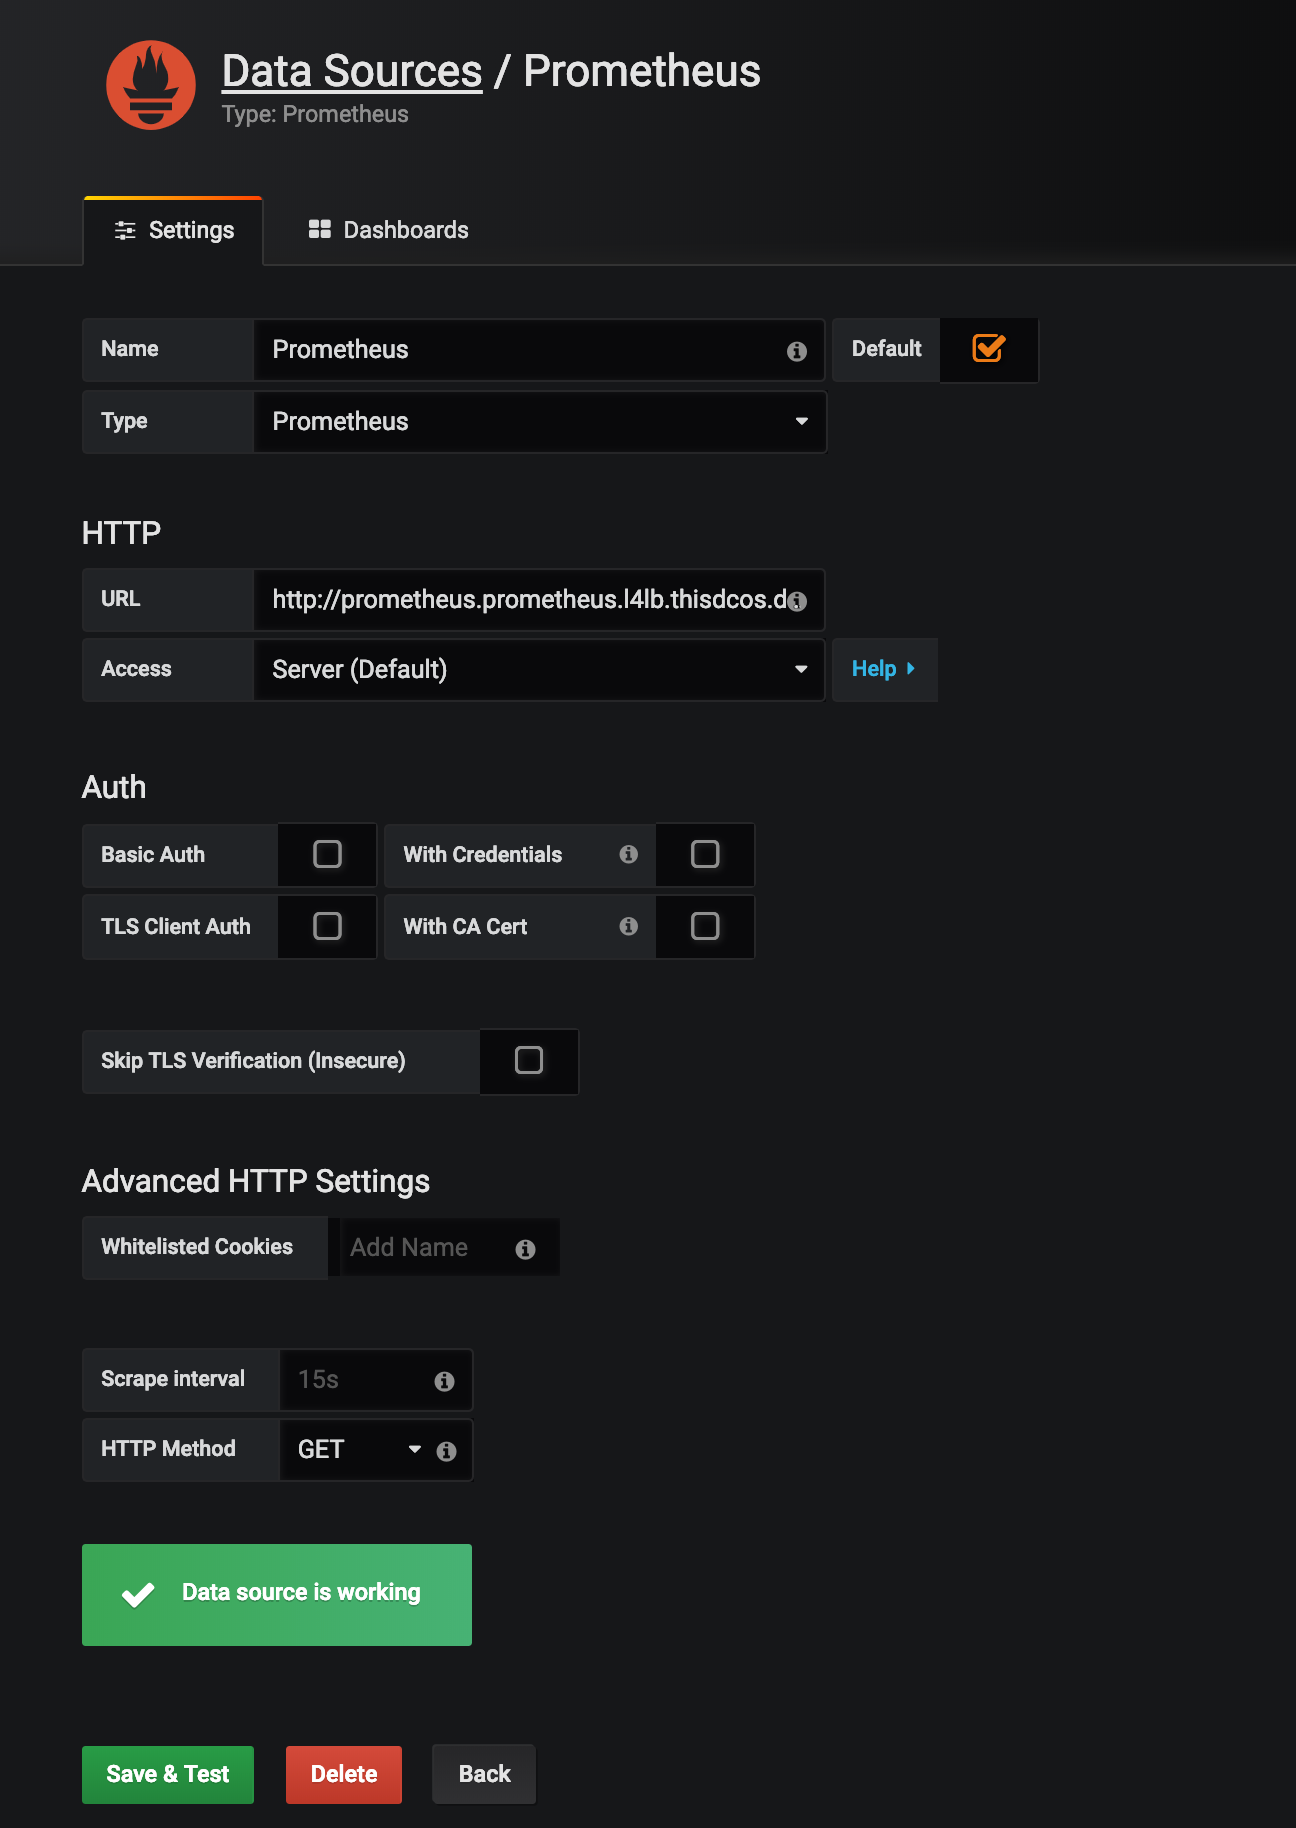 Data Sources / Prometheus
Type: Prometheus
Settings Dashboards
Name Prometheus Default
Type Prometheus
HTTP
URL http://prometheus.prometheus.l4lb.thisdcos.d
Access Server (Default) Help
Auth
Basic Auth With Credentials
TLS Client Auth With CA Cert
Skip TLS Verification (Insecure)
Advanced HTTP Settings
Whitelisted Cookies Add Name
Scrape interval 15s
HTTP Method GET
Data source is working
Save & Test Delete Back